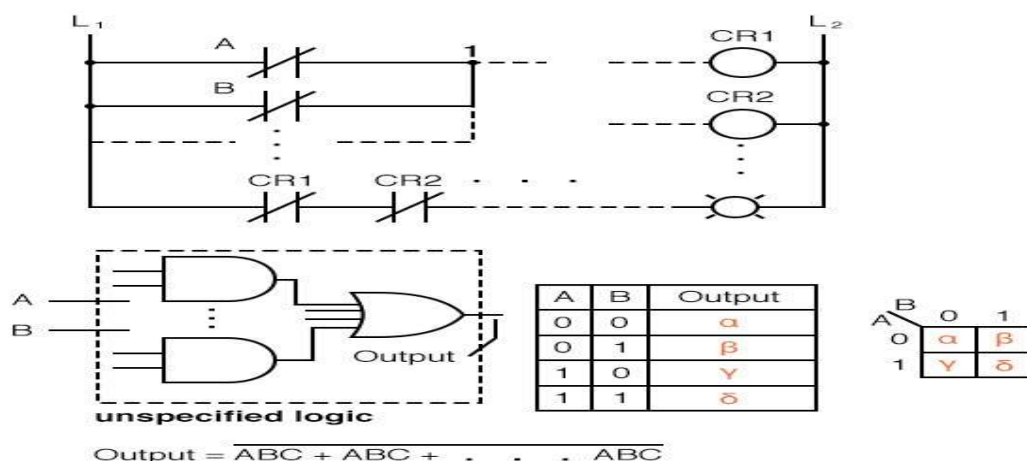 L1 L2
A 1 CR1
B CR2
CR1 CR2
A
B
Output
unspecified logic
A B Output
0 0 α
0 1 β
1 0 γ
1 1 δ
B
A 0 1
0 α β
1 γ δ
Output = ABC + ABC + . . . ABC